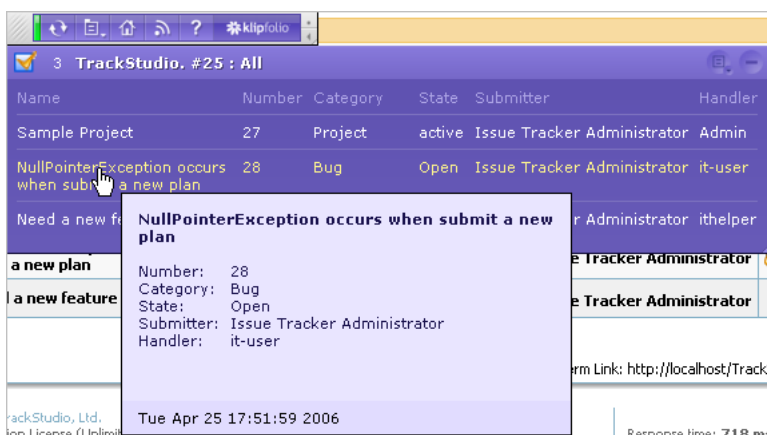 ? klipfolio
3 TrackStudio. #25 : All
Name Number Category State Submitter Handler
Sample Project 27 Project active Issue Tracker Administrator Admin
NullPointerException occurs 28 Bug Open Issue Tracker Administrator it-user
when submit a new plan
Need a new Administrator ithelper
NullPointerException occurs when submit a new
plan
Number: 28
Category: Bug
State: Open
Submitter: Issue Tracker Administrator
Handler: it-user
Tue Apr 25 17:51:59 2006
a new plan Tracker Administrator
a new feature Tracker Administrator
Link: http://localhost/Track
Ltd.
License
Response time: 718